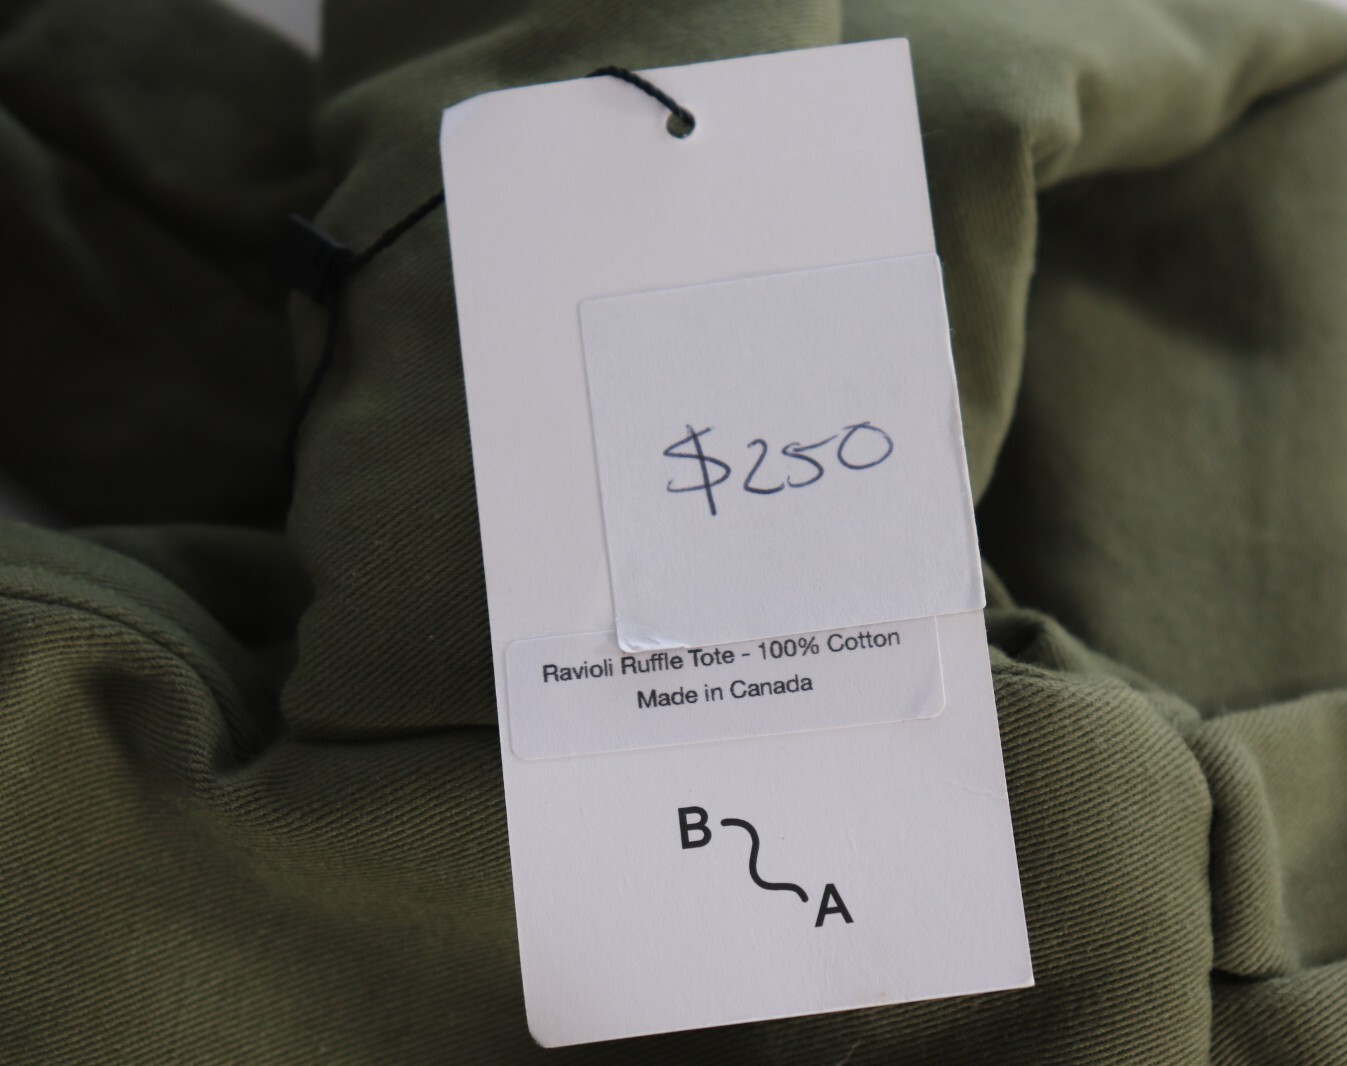 $250
Ravioli Ruffle Tote - 100% Cotton
Made in Canada
B
A